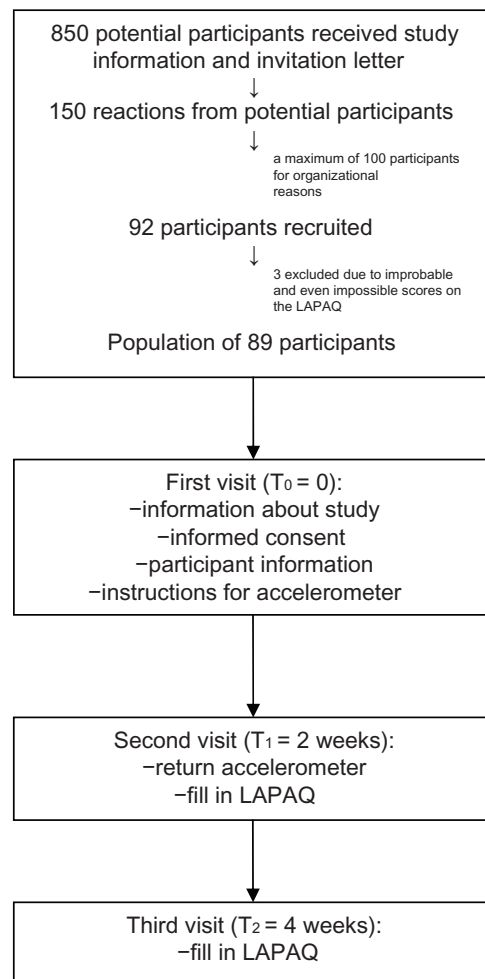 850 potential participants received study
information and invitation letter
↓
150 reactions from potential participants
↓
a maximum of 100 participants
for organizational
reasons
92 participants recruited
↓
3 excluded due to improbable
and even impossible scores on
the LAPAQ
Population of 89 participants
First visit (T₀ = 0):
−information about study
−informed consent
−participant information
−instructions for accelerometer
Second visit (T₁ = 2 weeks):
−return accelerometer
−fill in LAPAQ
Third visit (T₂ = 4 weeks):
−fill in LAPAQ